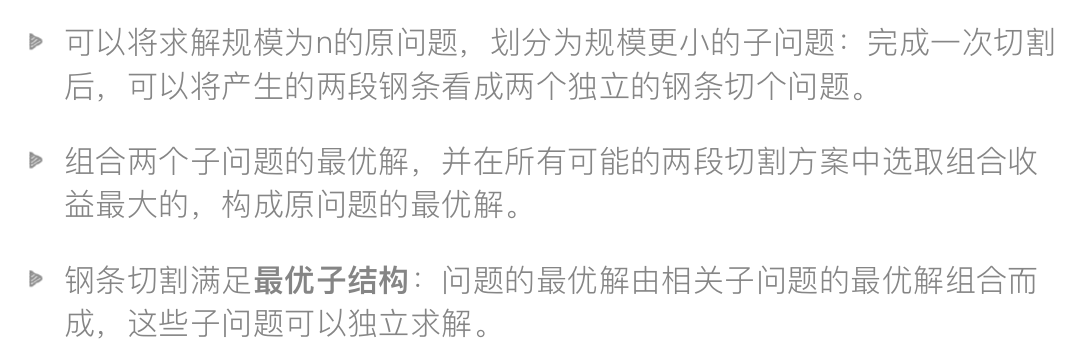 可以将求解规模为n的原问题，划分为规模更小的子问题：完成一次切割
后，可以将产生的两段钢条看成两个独立的钢条切个问题。
组合两个子问题的最优解，并在所有可能的两段切割方案中选取组合收
益最大的，构成原问题的最优解。
钢条切割满足最优子结构：问题的最优解由相关子问题的最优解组合而
成，这些子问题可以独立求解。